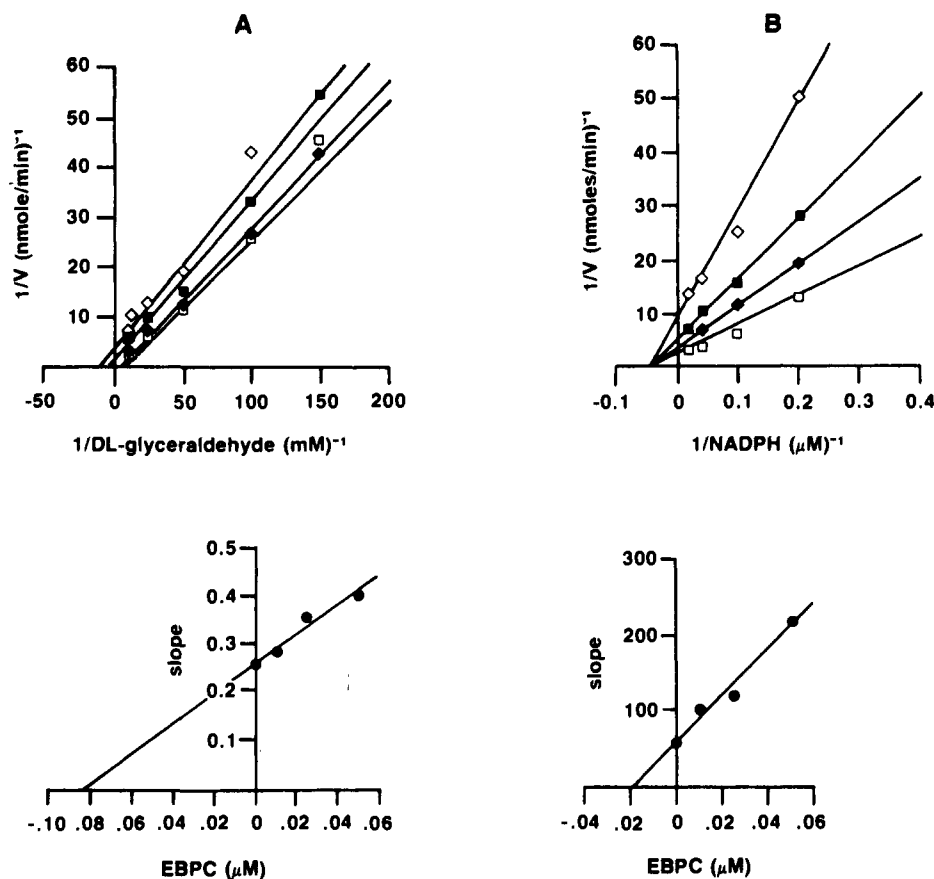 A
1/V (nmole/min)⁻¹
60
50
40
30
20
10
-50 0 50 100 150 200
1/DL-glyceraldehyde (mM)⁻¹
B
1/V (nmoles/min)⁻¹
60
50
40
30
20
10
-0.1 0 0.1 0.2 0.3 0.4
1/NADPH (μM)⁻¹
slope
0.5
0.4
0.3
0.2
0.1
-.10 .08 .06 .04 .02 0 .02 .04 .06
EBPC (μM)
slope
300
200
100
-.04 .02 0 .02 .04 .06
EBPC (μM)